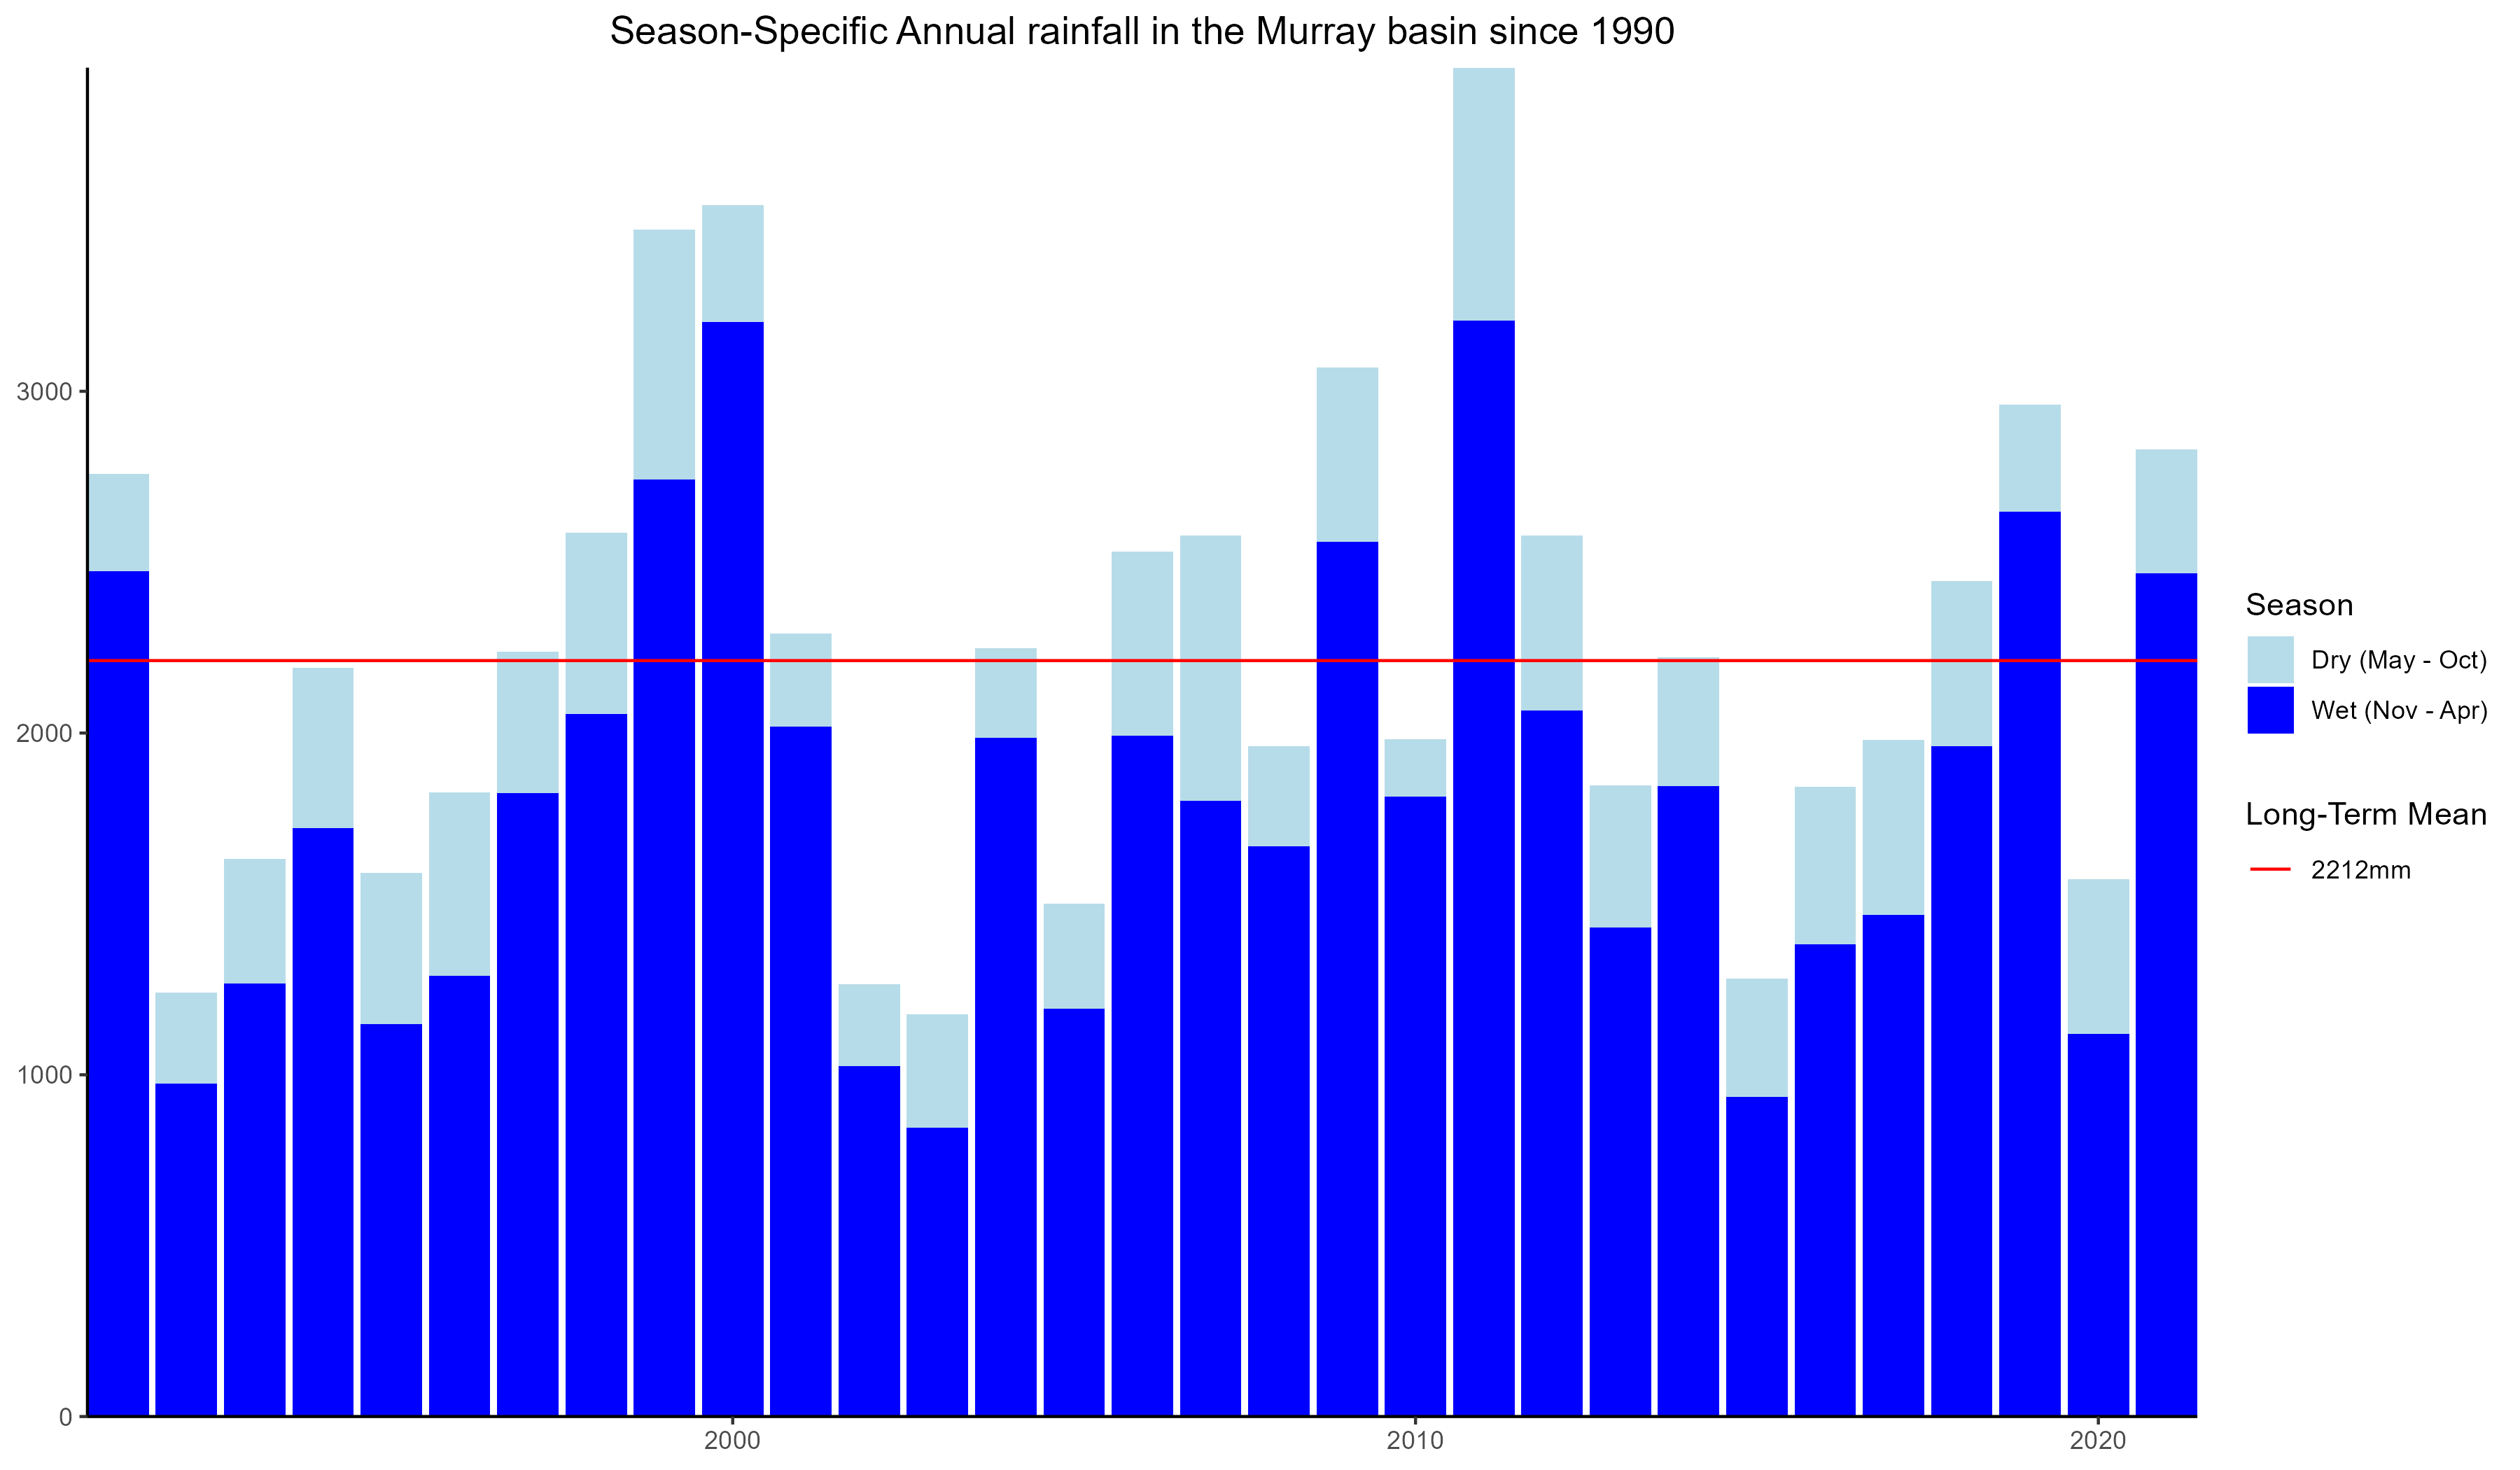 Season-Specific Annual rainfall in the Murray basin since 1990
3000
2000
1000
0
2000
2010
2020
Season
Dry (May - Oct)
Wet (Nov - Apr)
Long-Term Mean
2212mm